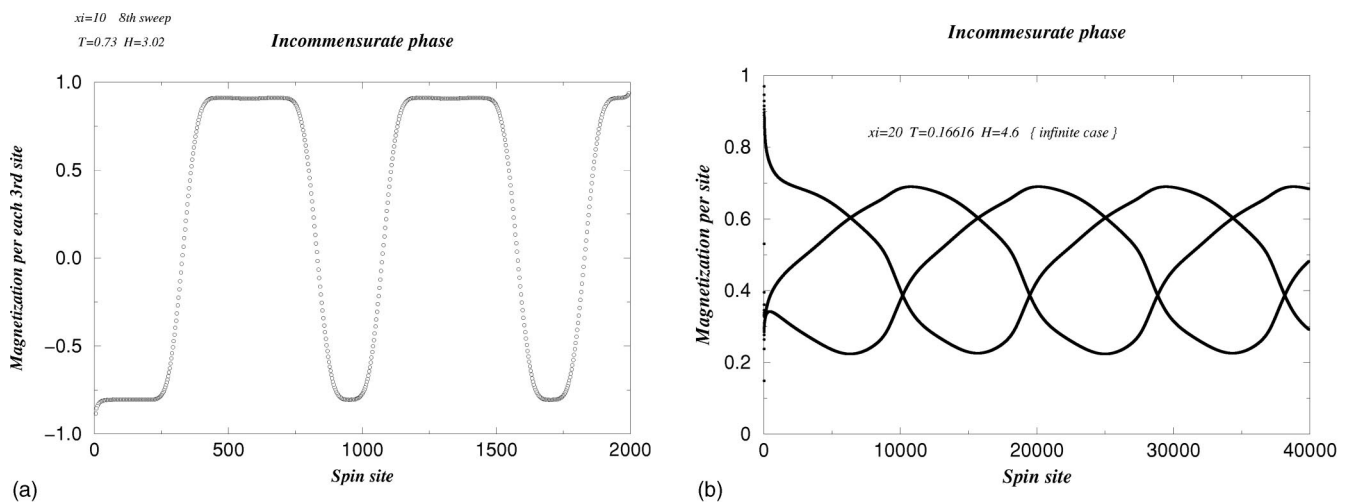 xi=10 8th sweep
T=0.73 H=3.02
Incommensurate phase
1.0
0.5
0.0
−0.5
−1.0
Magnetization per each 3rd site
0
500
1000
1500
2000
Spin site
(a)
Incommesurate phase
xi=20 T=0.16616 H=4.6 { infinite case }
1
0.8
0.6
0.4
0.2
0
Magnetization per site
0
10000
20000
30000
40000
Spin site
(b)